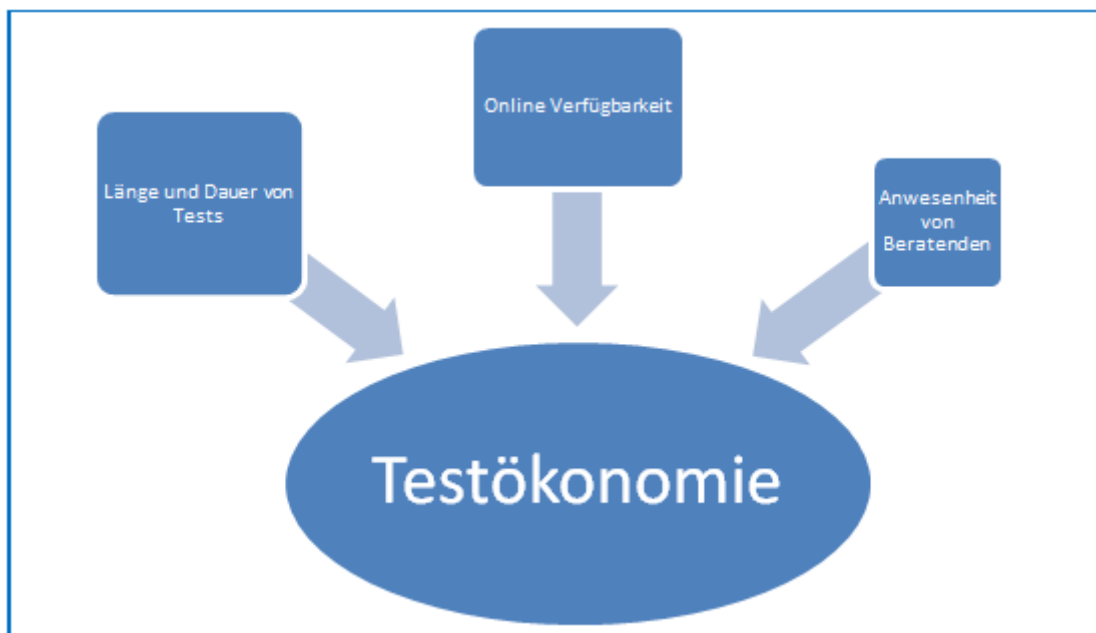 Online Verfügbarkeit
Länge und Dauer von
Tests
Anwesenheit
von
Beratenden
Testökonomie